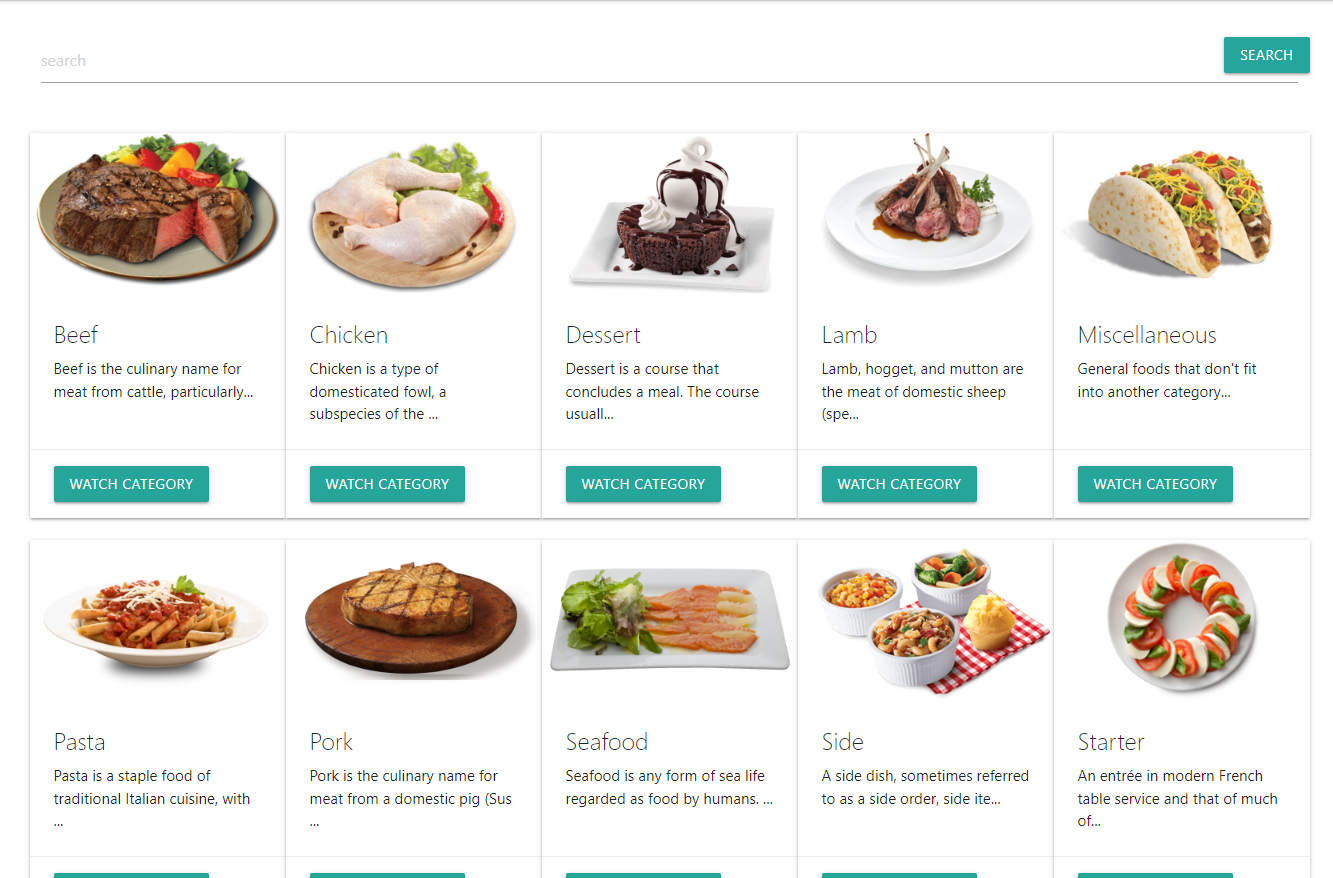 search
SEARCH
Beef
Beef is the culinary name for
meat from cattle, particularly...
WATCH CATEGORY
Chicken
Chicken is a type of
domesticated fowl, a
subspecies of the ...
WATCH CATEGORY
Dessert
Dessert is a course that
concludes a meal. The course
usuall...
WATCH CATEGORY
Lamb
Lamb, hogget, and mutton are
the meat of domestic sheep
(spe...
WATCH CATEGORY
Miscellaneous
General foods that don't fit
into another category...
WATCH CATEGORY
Pasta
Pasta is a staple food of
traditional Italian cuisine, with
...
Pork
Pork is the culinary name for
meat from a domestic pig (Sus
...
Seafood
Seafood is any form of sea life
regarded as food by humans. ...
Side
A side dish, sometimes referred
to as a side order, side ite...
Starter
An entrée in modern French
table service and that of much
of...